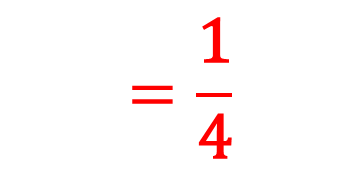 = 1/4